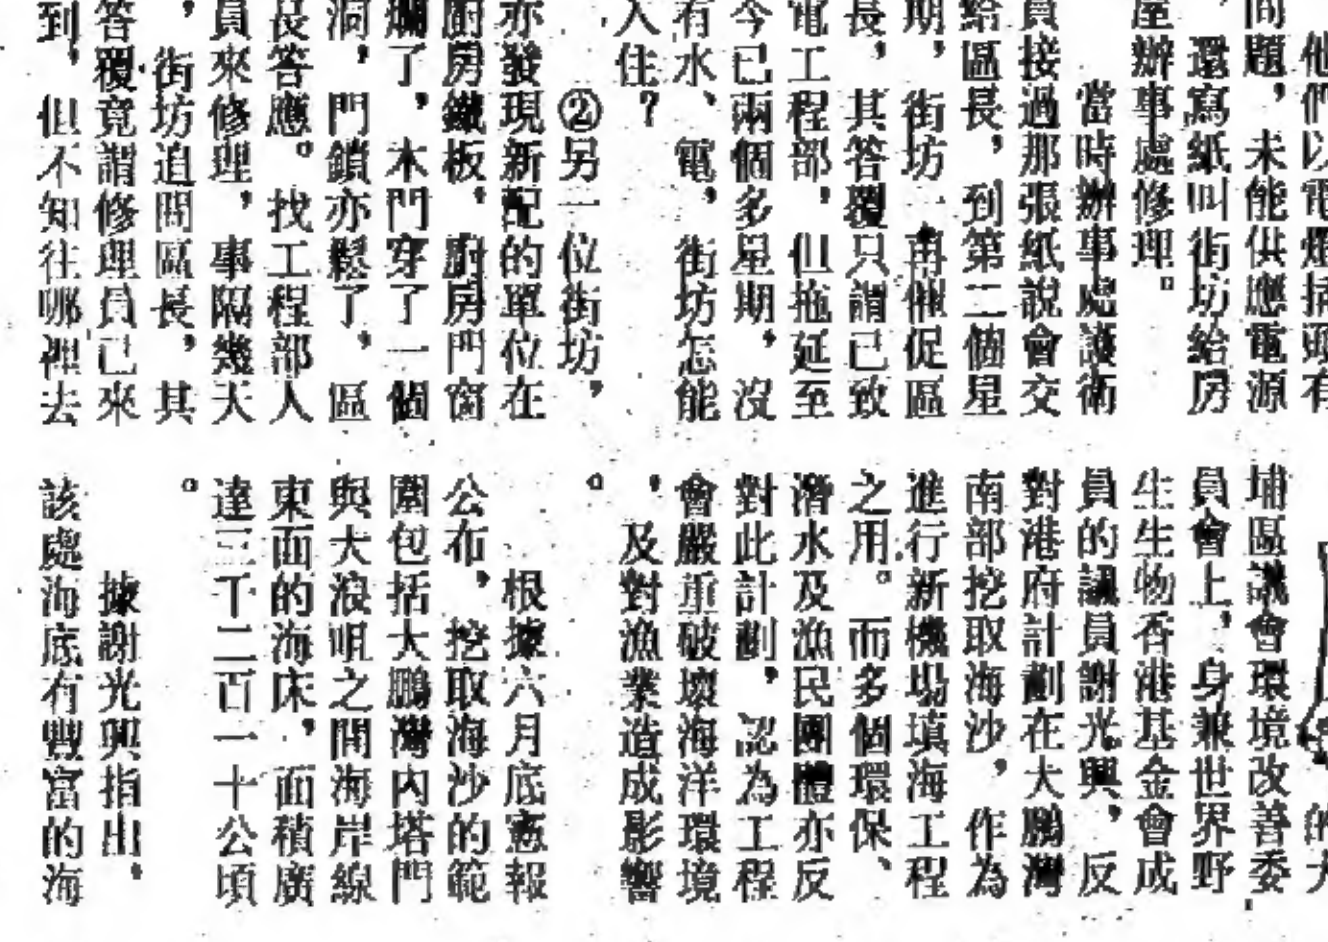 他們以電燈掣頭有
問題，未能供應電源
，還寫紙叫街坊給房
屋辦事處修理。
當時辦事處護衛
員接過那張紙說會交
給區長，到第二個星
期，街坊一再催促區
長，其答覆只謂已致
電工程部，但拖延至
今已兩個多星期，沒
有水、電，街坊怎能
入住？
②另一位街坊，
亦發現新配的單位在
廚房鐵板，廚房門窗
爛了，木門穿了一個
洞，門鎖亦鬆了，區
長答應。找工程部人
員來修理，事隔幾天
，街坊追問區長，其
答覆竟謂修理員已來
到，但不知往哪裡去
的大
埔區議會環境改善委
員會上，身兼世界野
生生物香港基金會成
員的議員謝光興，反
對港府計劃在大鵬灣
南部挖取海沙，作為
進行新機場填海工程
之用。而多個環保、
潛水及漁民團體亦反
對此計劃，認為工程
會嚴重破壞海洋環境
，及對漁業造成影響
。
根據六月底憲報
公布，挖取海沙的範
圍包括大鵬灣內塔門
與大浪咀之間海岸線
東面的海床，面積廣
達三千二百一十公頃
。
據謝光興指出，
該處海底有豐富的海